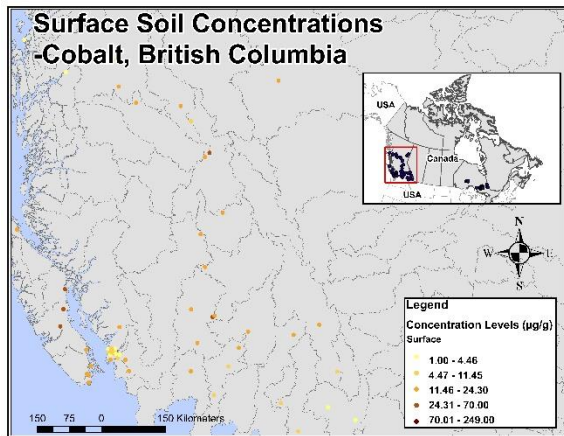 Surface Soil Concentrations
-Cobalt, British Columbia
USA
Canada
USA
N
W E
S
Legend
Concentration Levels (µg/g)
Surface
1.00 - 4.46
4.47 - 11.45
11.46 - 24.30
24.31 - 70.00
70.01 - 249.00
150 75 0 150 Kilometers